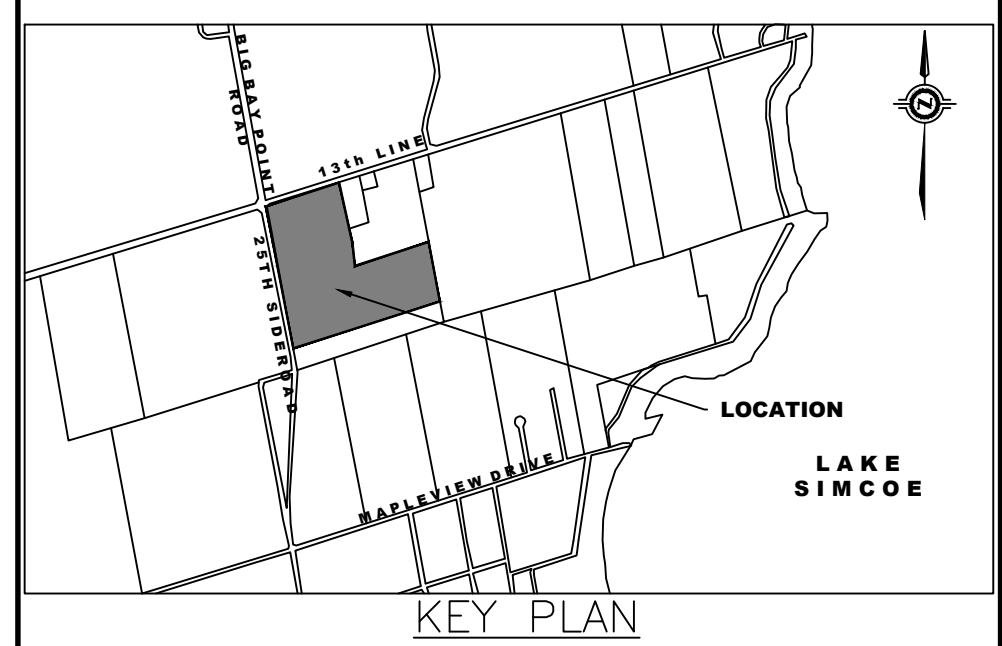 BIG BAY POINT
ROAD
13th LINE
25TH SIDEROAD
N
LOCATION
LAKE
SIMCOE
MAPLEVIEW DRIVE
KEY PLAN